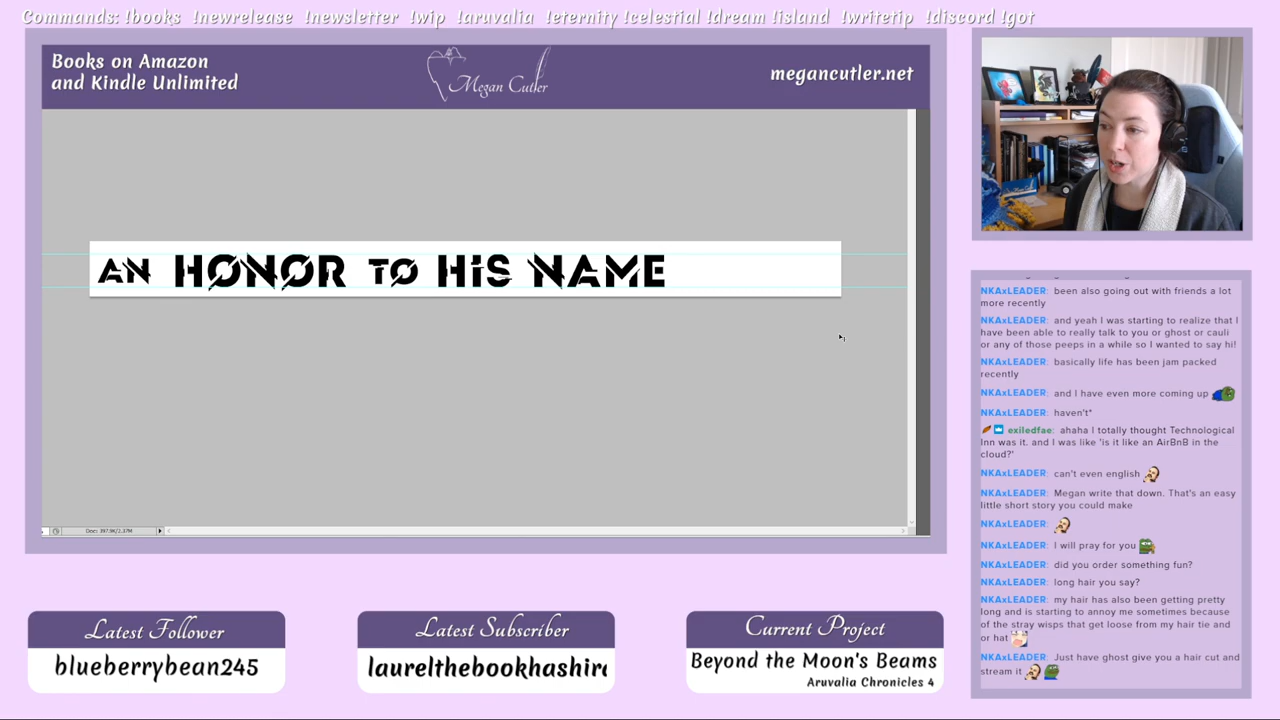 Commands: !books !newrelease !newsletter !wip !aruvalia !eternity !celestial !dream !island !writetip !discord !got
Books on Amazon
and Kindle Unlimited
Megan Cutler
megancutler.net
AN HONOR TO HiS NAME
Doc: 397.9K/2.37M
NKAxLEADER: been also going out with friends a lot
more recently
NKAxLEADER: and yeah I was starting to realize that I
have been able to really talk to you or ghost or cauli
or any of those peeps in a while so I wanted to say hi!
NKAxLEADER: basically life has been jam packed
recently
NKAxLEADER: and I have even more coming up
NKAxLEADER: haven't*
exiledfae: ahaha I totally thought Technological
Inn was it. and I was like 'is it like an AirBnB in the
cloud?'
NKAxLEADER: can't even english
NKAxLEADER: Megan write that down. That's an easy
little short story you could make
NKAxLEADER:
NKAxLEADER: I will pray for you
NKAxLEADER: did you order something fun?
NKAxLEADER: long hair you say?
NKAxLEADER: my hair has also been getting pretty
long and is starting to annoy me sometimes because
of the stray wisps that get loose from my hair tie and
or hat
NKAxLEADER: Just have ghost give you a hair cut and
stream it
Latest Follower
blueberrybean245
Latest Subscriber
laurelthebookhashira
Current Project
Beyond the Moon's Beams
Aruvalia Chronicles 4